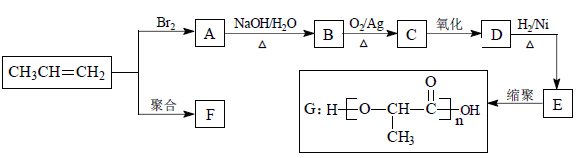 CH₃CH=CH₂
Br₂
A
NaOH/H₂O
△
B
O₂/Ag
△
C
氧化
D
H₂/Ni
△
E
聚合
F
缩聚
O
G: H-[O-CH-C]n-OH
CH₃